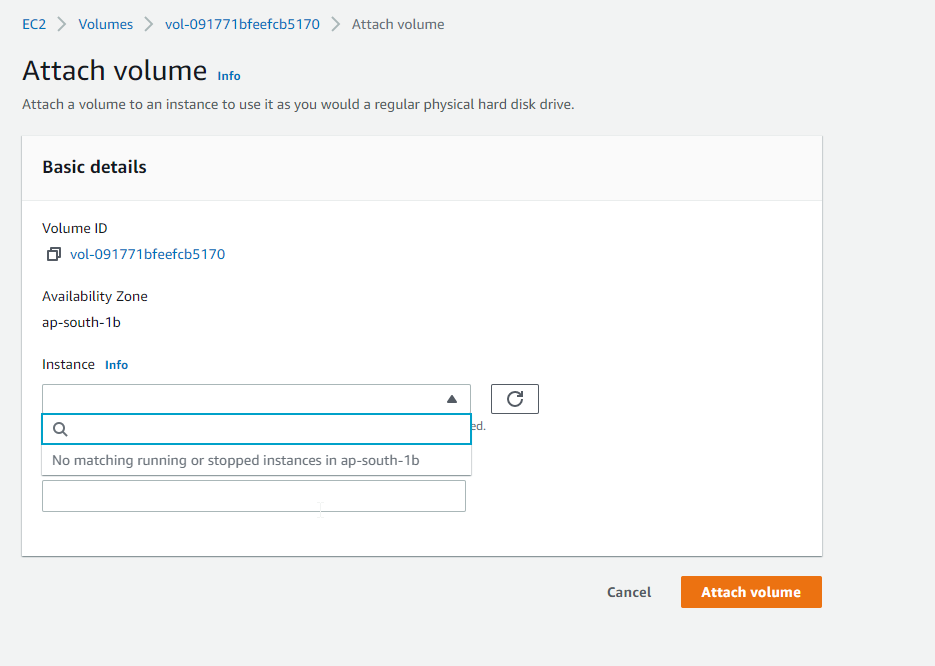 EC2 > Volumes > vol-091771bfeefcb5170 > Attach volume
Attach volume Info
Attach a volume to an instance to use it as you would a regular physical hard disk drive.
Basic details
Volume ID
vol-091771bfeefcb5170
Availability Zone
ap-south-1b
Instance Info
ed.
No matching running or stopped instances in ap-south-1b
Cancel Attach volume